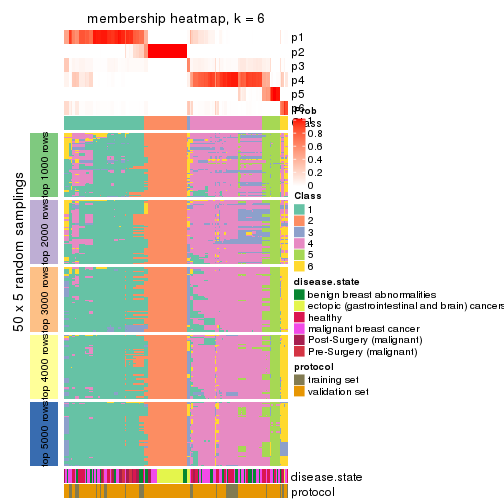 membership heatmap, k = 6
p1
p2
p3
p4
p5
p6
Prob
Class
0.8
0.6
0.4
0.2
0
Class
1
2
3
4
5
6
disease.state
benign breast abnormalities
ectopic (gastrointestinal and brain) cancers
healthy
malignant breast cancer
Post-Surgery (malignant)
Pre-Surgery (malignant)
protocol
training set
validation set
50 x 5 random samplings
top 1000 rows
top 2000 rows
top 3000 rows
top 4000 rows
top 5000 rows
disease.state
protocol